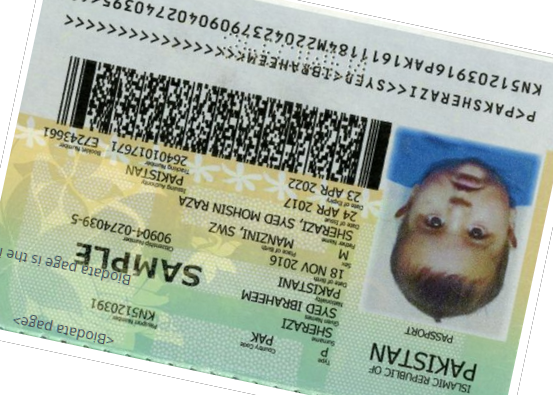 <Biodata page>
Biodata page is the
ISLAMIC REPUBLIC OF
PAKISTAN
PASSPORT
Type
P
Country Code
PAK
Passport Number
KN5120391
Surname
SHERAZI
Given Names
SYED IBRAHEEM
Nationality
PAKISTANI
SAMPLE
Date of Birth
18 NOV 2016
Citizenship Number
90904-0274039-5
Sex
M
Place of Birth
MANZINI, SWZ
Father Name
SHERAZI, SYED MOHSIN RAZA
Date of Issue
24 APR 2017
Issuing Authority
PAKISTAN
Date of Expiry
23 APR 2022
Tracking Number
26401017671
Booklet Number
E7243661
P<PAKSHERAZI<<SYED<IBRAHEEM<<<<<<<<<<<<<<<
KN51203916PAK1611184M22042379090402740395